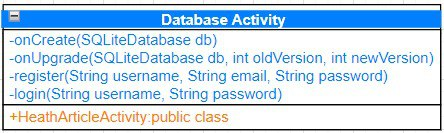 Database Activity
-onCreate(SQLiteDatabase db)
-onUpgrade(SQLiteDatabase db, int oldVersion, int newVersion)
-register(String username, String email, String password)
-login(String username, String password)
+HeathArticleActivity:public class